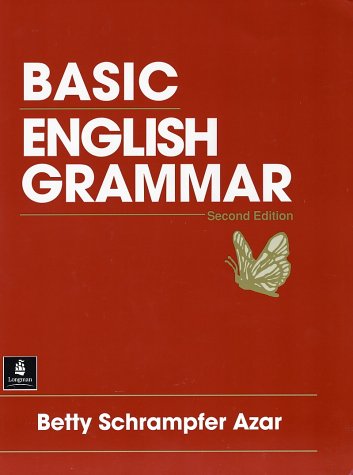 BASIC
ENGLISH
GRAMMAR
Second Edition
Longman
Betty Schrampfer Azar